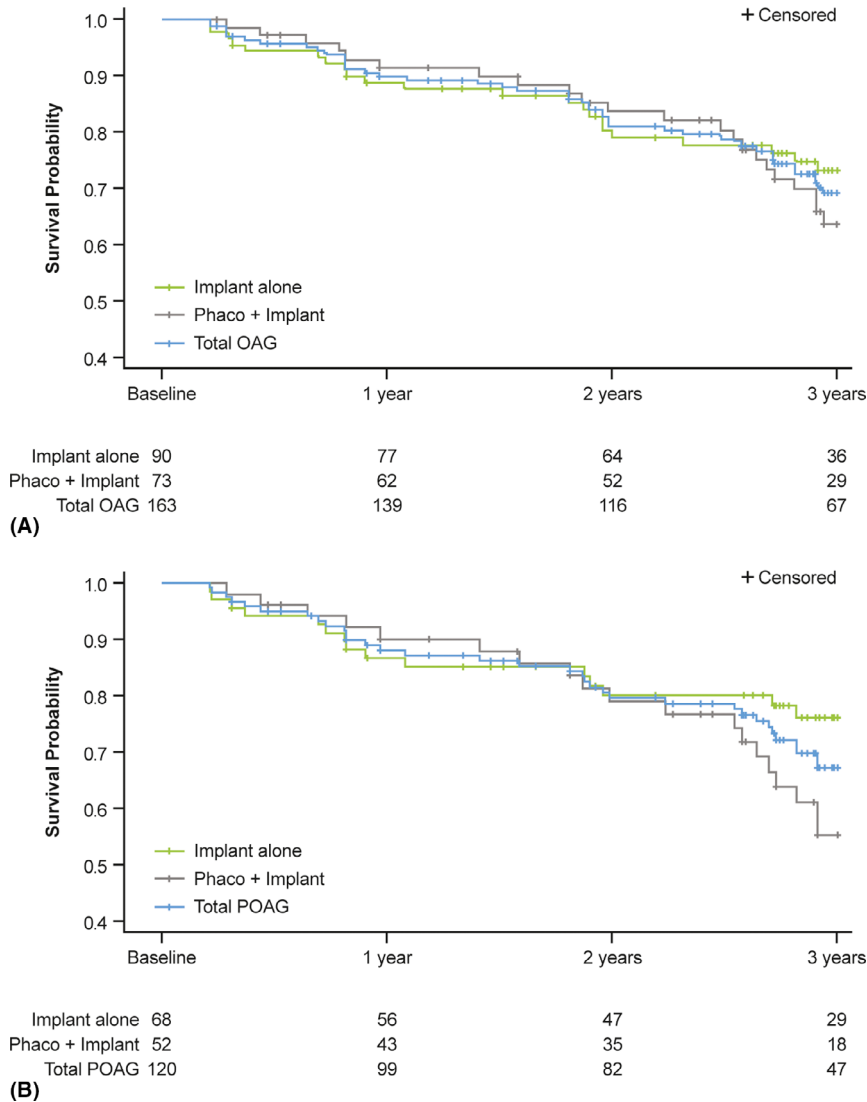 + Censored
1.0
0.9
0.8
0.7
0.6
0.5
0.4
Survival Probability
Implant alone
Phaco + Implant
Total OAG
Baseline 1 year 2 years 3 years
Implant alone 90 77 64 36
Phaco + Implant 73 62 52 29
Total OAG 163 139 116 67
(A)
+ Censored
1.0
0.9
0.8
0.7
0.6
0.5
0.4
Survival Probability
Implant alone
Phaco + Implant
Total POAG
Baseline 1 year 2 years 3 years
Implant alone 68 56 47 29
Phaco + Implant 52 43 35 18
Total POAG 120 99 82 47
(B)